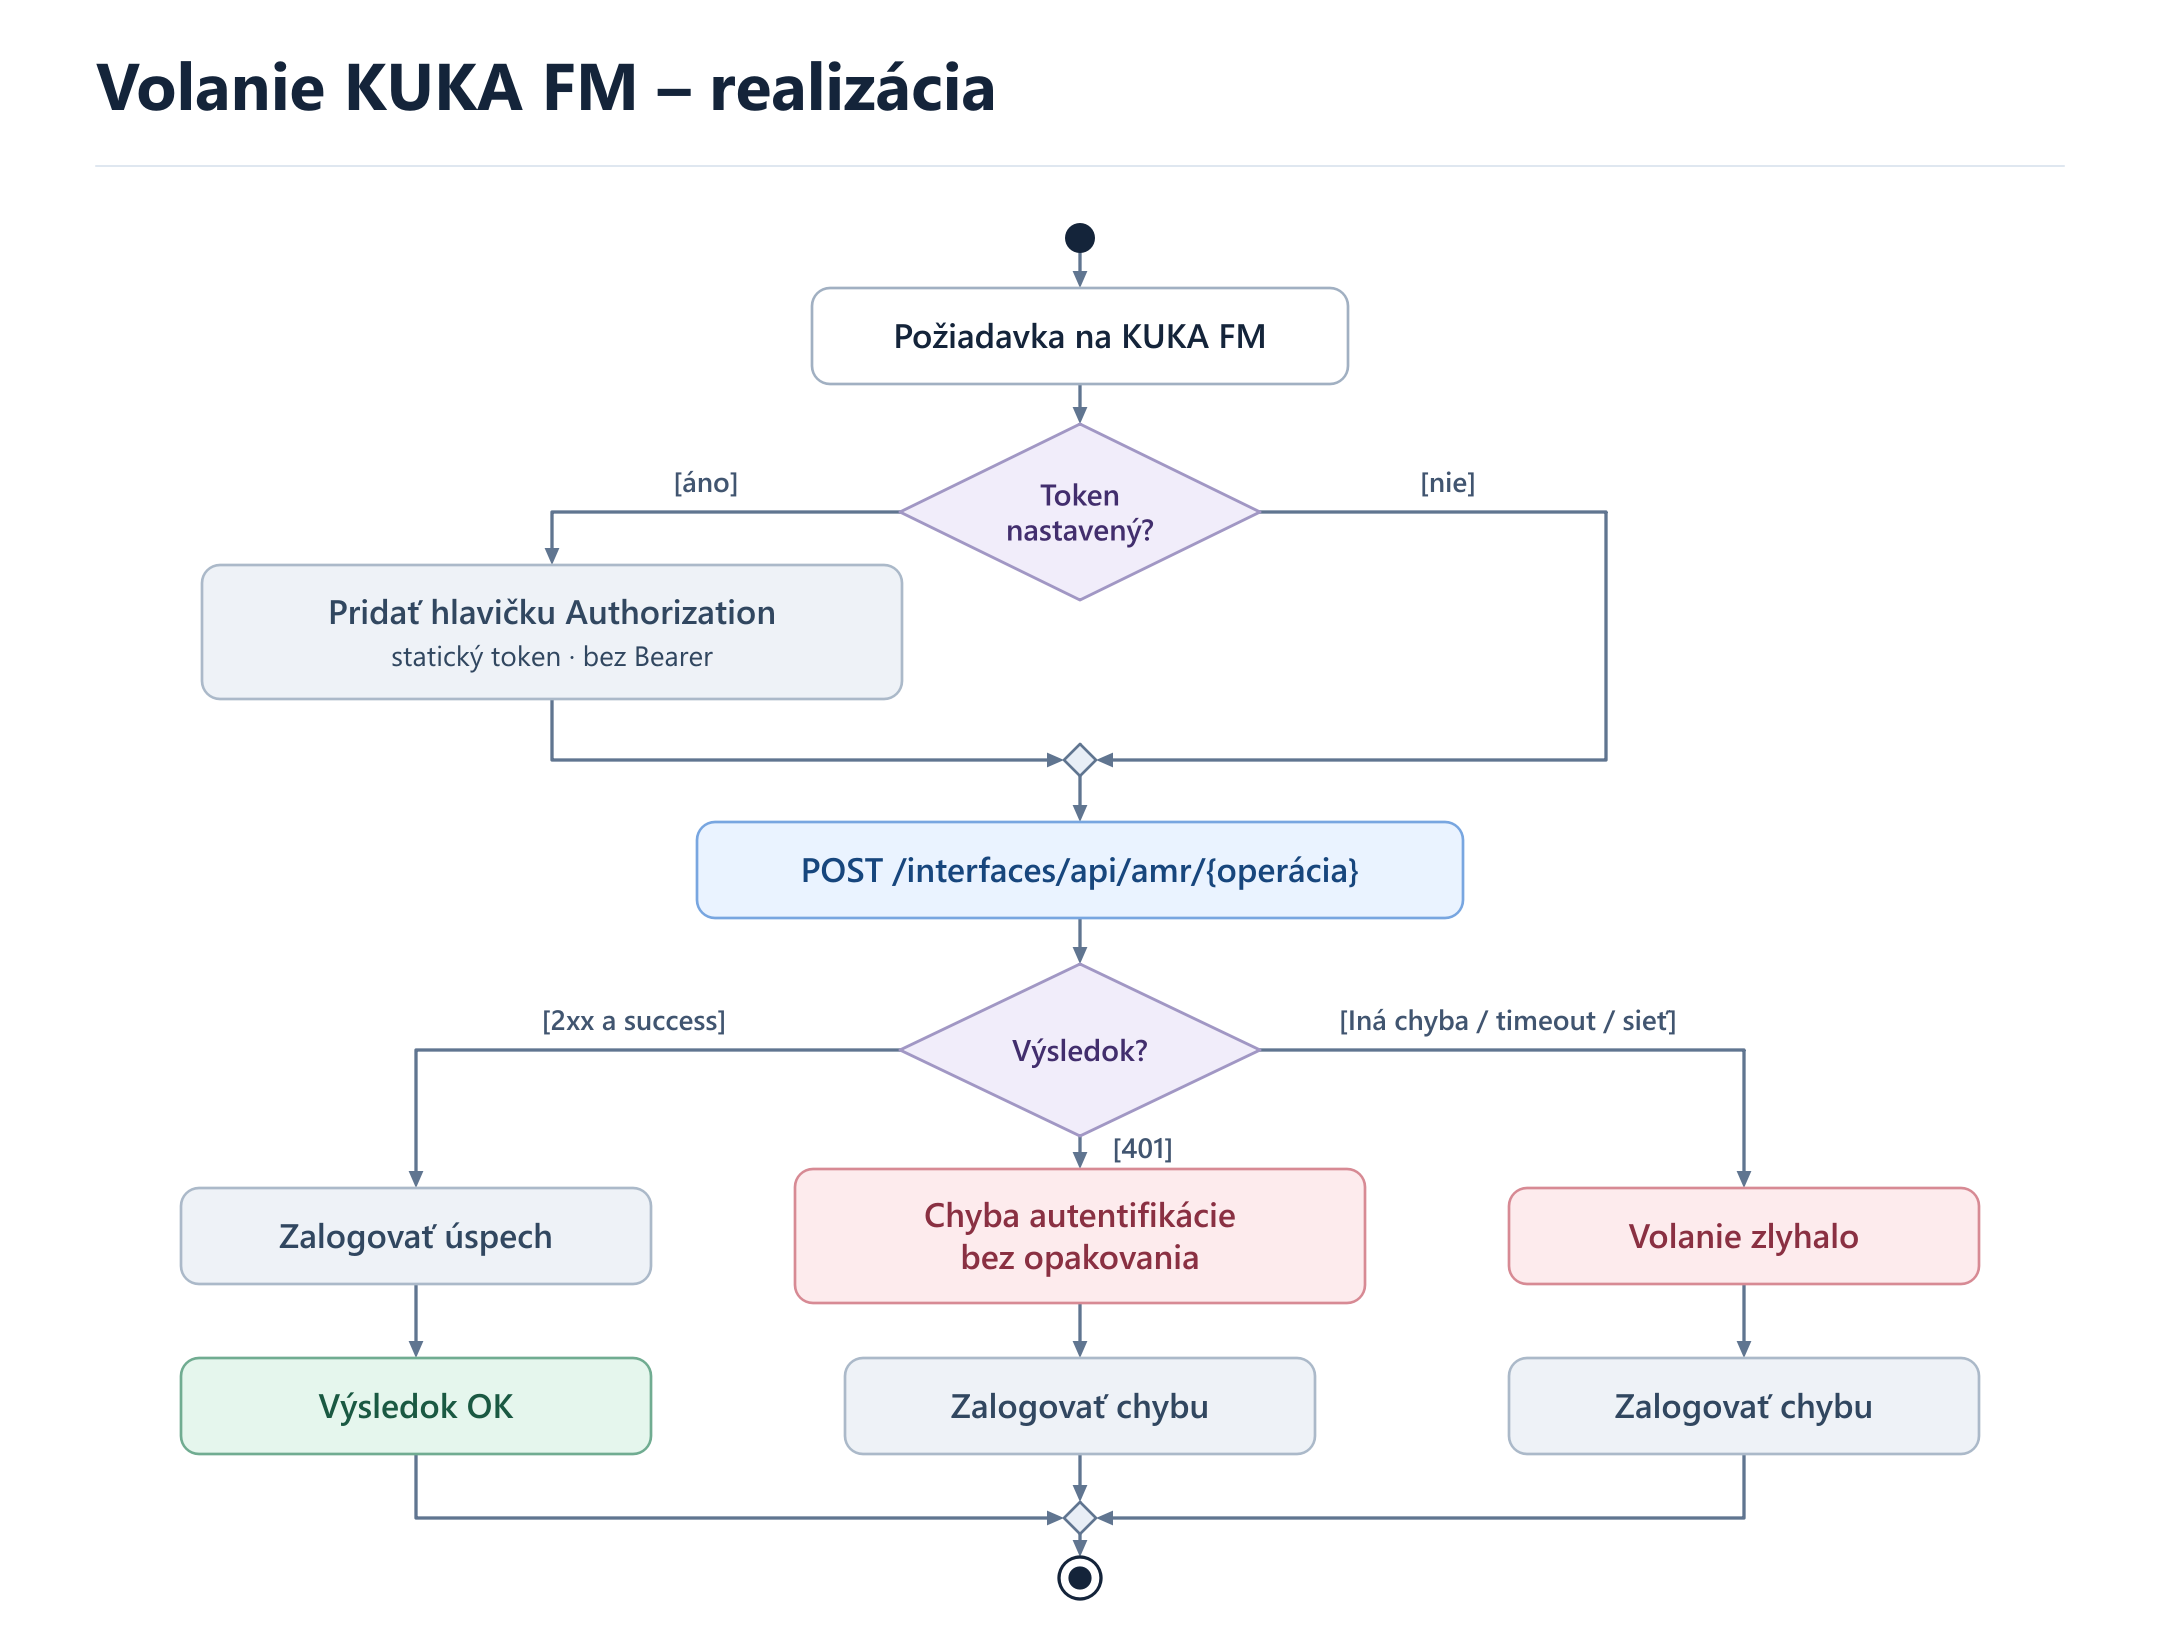 Volanie KUKA FM – realizácia
Požiadavka na KUKA FM
Token
nastavený?
[áno]
[nie]
Pridať hlavičku Authorization
statický token · bez Bearer
POST /interfaces/api/amr/{operácia}
Výsledok?
[2xx a success]
[Iná chyba / timeout / sieť]
[401]
Zalogovať úspech
Chyba autentifikácie
bez opakovania
Volanie zlyhalo
Výsledok OK
Zalogovať chybu
Zalogovať chybu